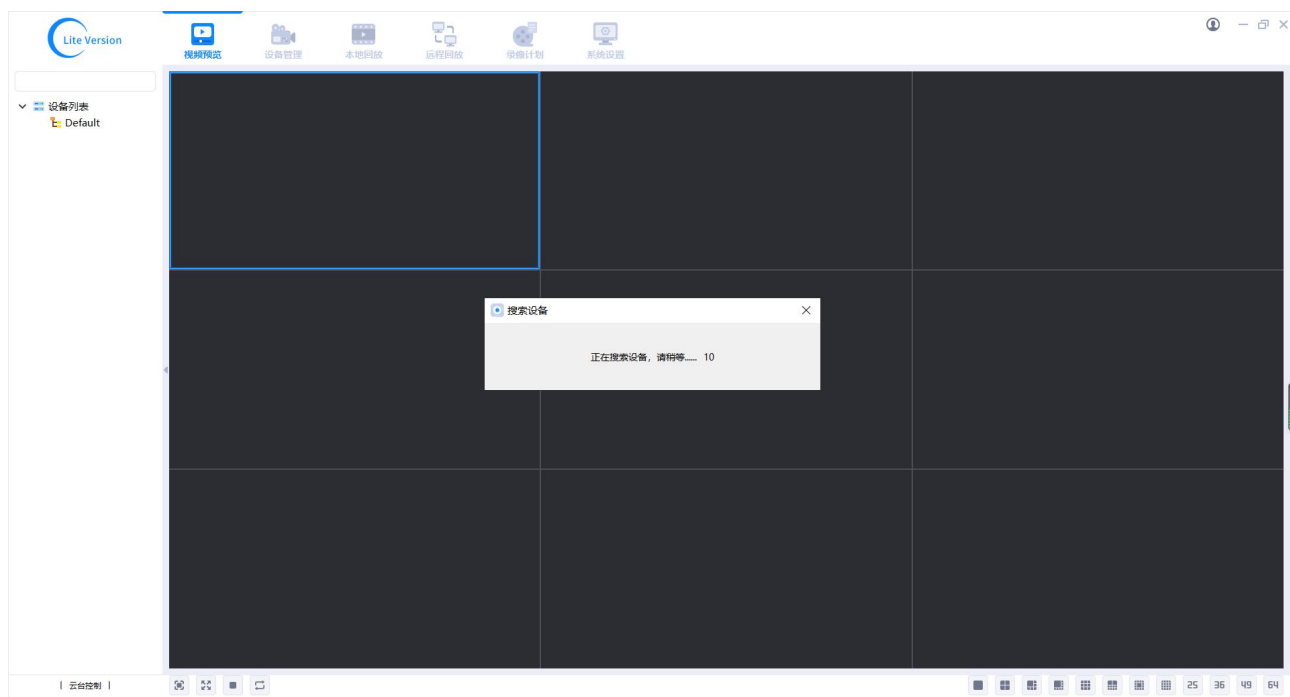 Lite Version
视频预览
设备管理
本地回放
远程回放
录像计划
系统设置
设备列表
Default
搜索设备
正在搜索设备，请稍等...... 10
云台控制
25 36 49 64